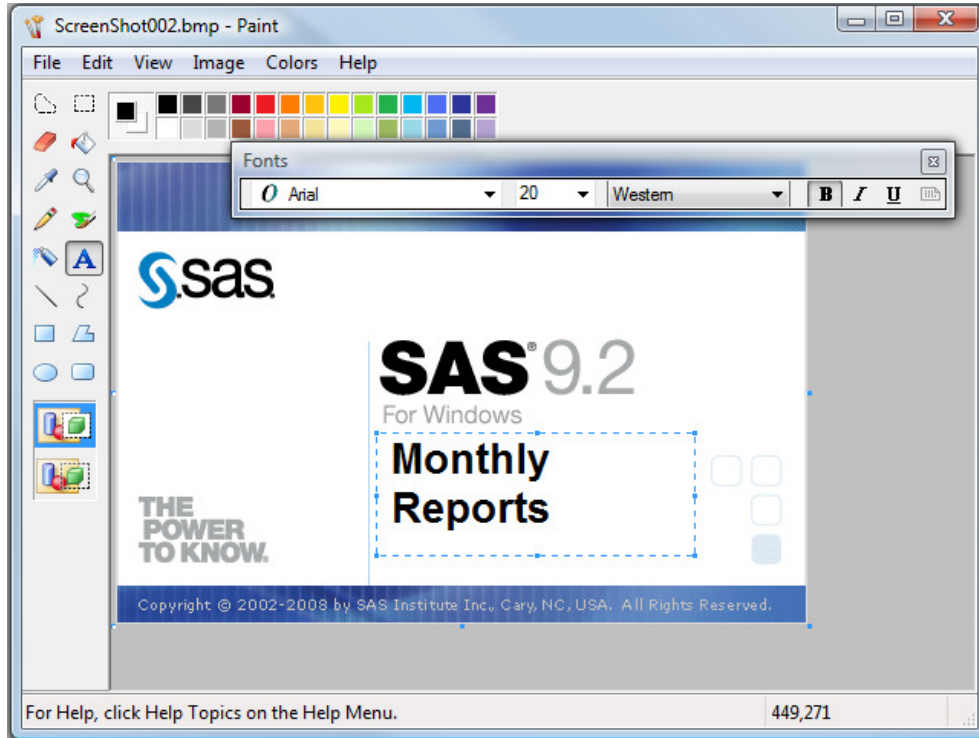 ScreenShot002.bmp - Paint
File Edit View Image Colors Help
Fonts
O Arial 20 Western B I U
A
sas
SAS® 9.2
For Windows
Monthly
Reports
THE
POWER
TO KNOW.
Copyright © 2002-2008 by SAS Institute Inc., Cary, NC, USA. All Rights Reserved.
For Help, click Help Topics on the Help Menu. 449,271